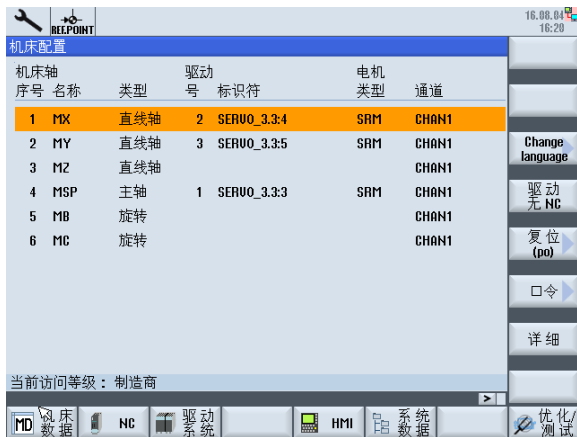 REF.POINT
16.08.04
16:20
机床配置
机床轴 驱动 电机
序号 名称 类型 号 标识符 类型 通道
1 MX 直线轴 2 SERVO_3.3:4 SRM CHAN1
2 MY 直线轴 3 SERVO_3.3:5 SRM CHAN1
3 MZ 直线轴 CHAN1
4 MSP 主轴 1 SERVO_3.3:3 SRM CHAN1
5 MB 旋转 CHAN1
6 MC 旋转 CHAN1
Change
language
驱动
无 NC
复位
(po)
口令
详细
当前访问等级： 制造商
>
MD 机床
数据
NC
驱动
系统
HMI
系统
数据
优化/
测试